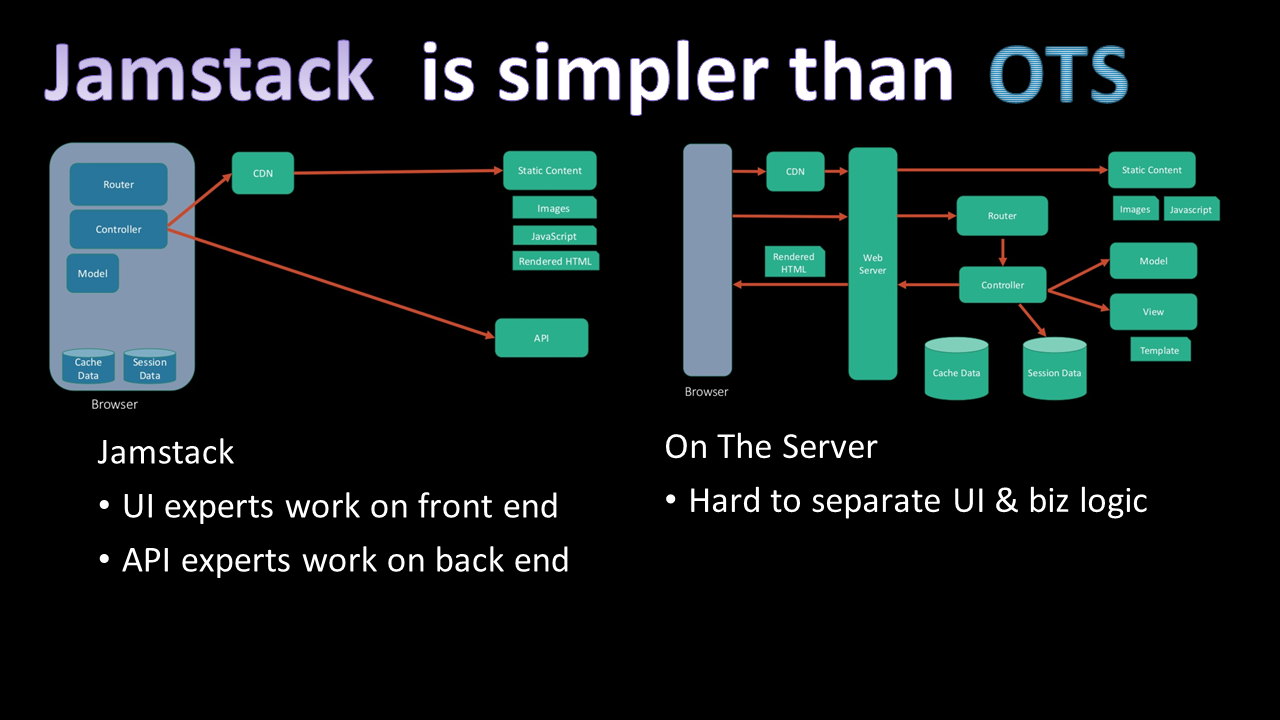 Jamstack is simpler than OTS
Router
Controller
Model
Cache
Data
Session
Data
Browser
CDN
Static Content
Images
JavaScript
Rendered HTML
API
Browser
CDN
Rendered
HTML
Web
Server
Static Content
Images
Javascript
Router
Controller
Model
View
Template
Cache Data
Session Data
Jamstack
• UI experts work on front end
• API experts work on back end
On The Server
• Hard to separate UI & biz logic